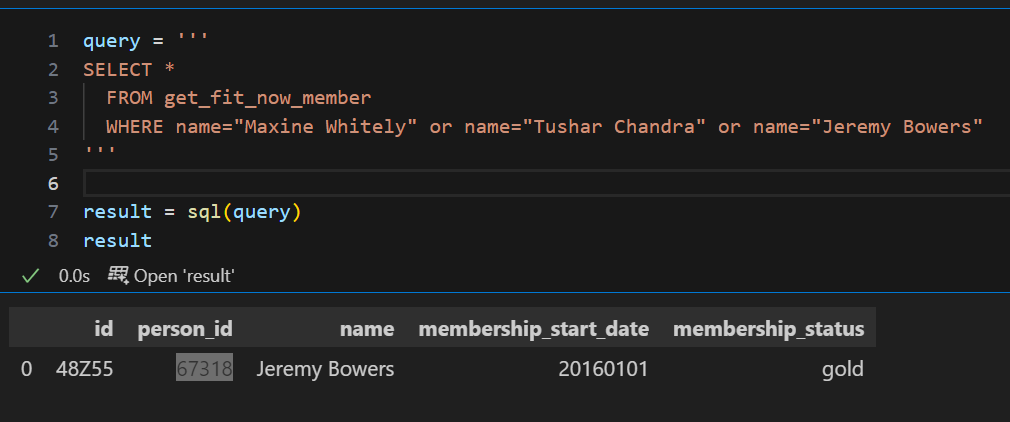 1 query = '''
2 SELECT *
3 FROM get_fit_now_member
4 WHERE name="Maxine Whitely" or name="Tushar Chandra" or name="Jeremy Bowers"
5 '''
6
7 result = sql(query)
8 result
0.0s Open 'result'
id person_id name membership_start_date membership_status
0 48Z55 67318 Jeremy Bowers 20160101 gold